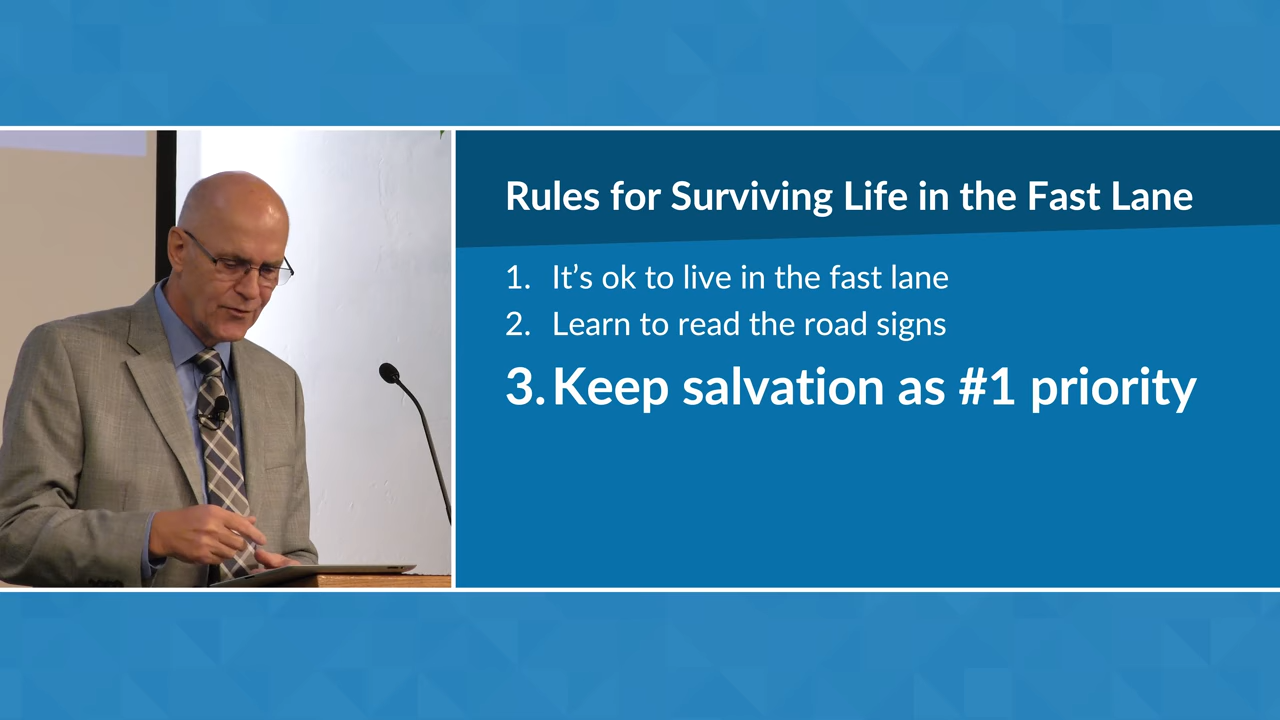 Rules for Surviving Life in the Fast Lane
1. It’s ok to live in the fast lane
2. Learn to read the road signs
3. Keep salvation as #1 priority